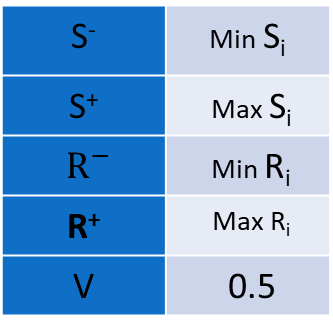 S⁻ Min Sᵢ
S⁺ Max Sᵢ
R⁻ Min Rᵢ
R⁺ Max Rᵢ
V 0.5